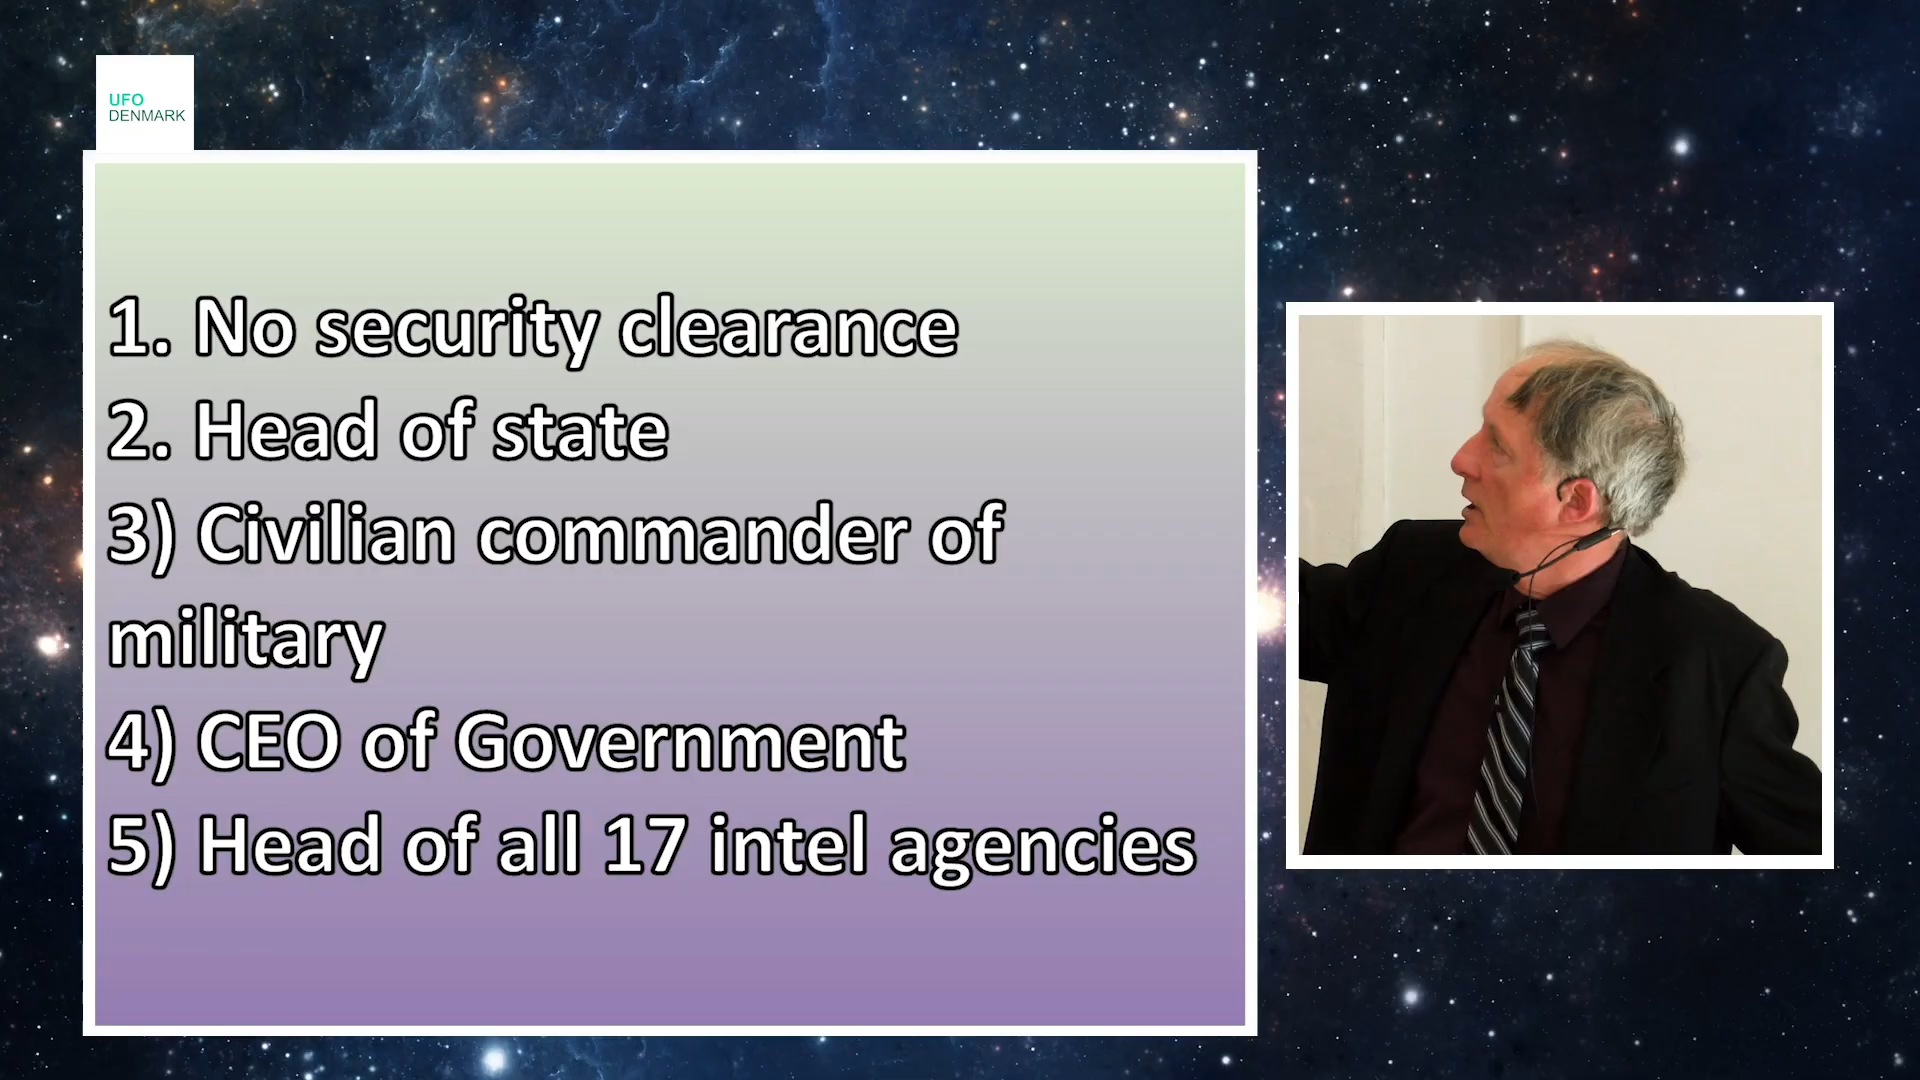 UFO
DENMARK
1. No security clearance
2. Head of state
3) Civilian commander of
military
4) CEO of Government
5) Head of all 17 intel agencies